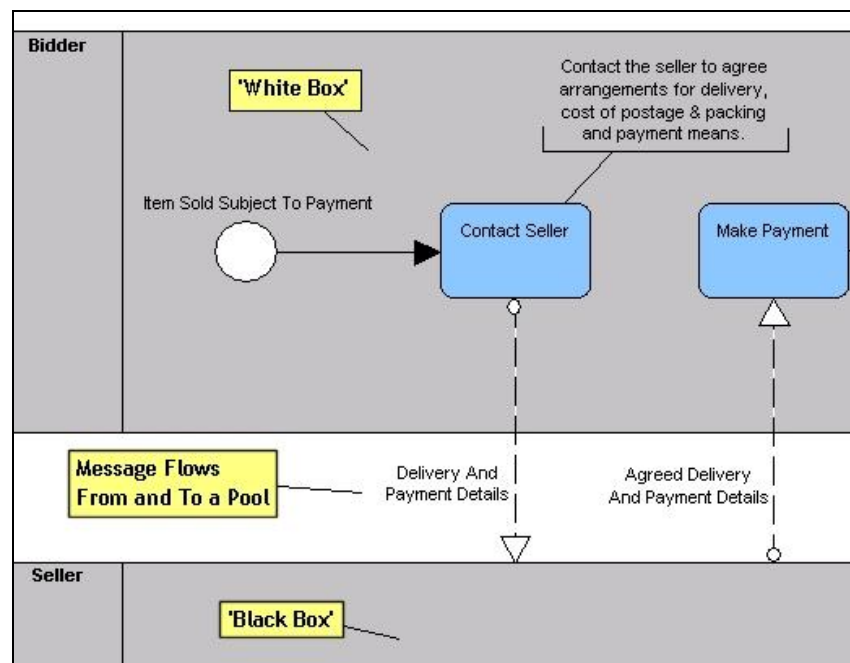 Bidder
'White Box'
Contact the seller to agree
arrangements for delivery,
cost of postage & packing
and payment means.
Item Sold Subject To Payment
Contact Seller
Make Payment
Message Flows
From and To a Pool
Delivery And
Payment Details
Agreed Delivery
And Payment Details
Seller
'Black Box'